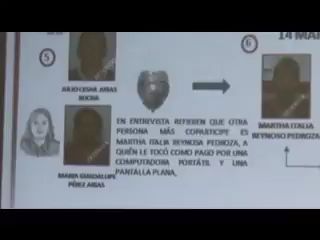 5
6
14 MA
JULIO CESAR ARIAS
ROCHA
EN ENTREVISTA REFIEREN QUE OTRA
PERSONA MÁS COPARTICIPE ES
MARTHA ITALIA REYNOSA PEDROZA, A
QUIÉN LE TOCÓ COMO PAGO POR UNA
COMPUTADORA PORTÁTIL Y UNA
PANTALLA PLANA,
MARTHA ITALIA
REYNOSO PEDROZA
MARIA GUADALUPE
PÉREZ ARIAS